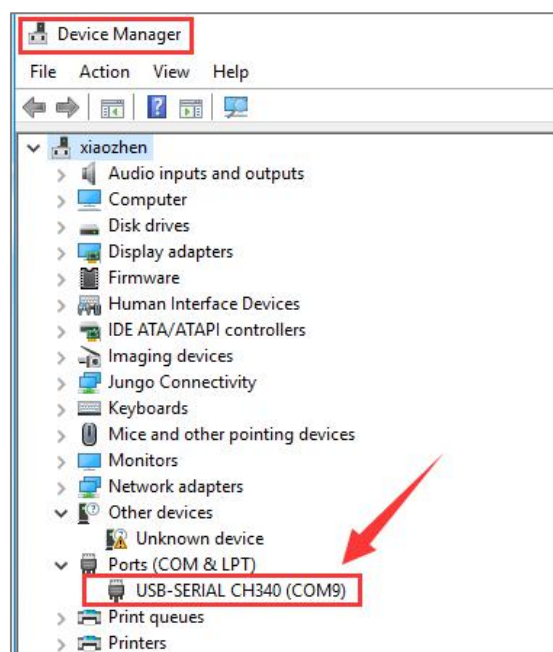 Device Manager
File Action View Help
xiaozhen
Audio inputs and outputs
Computer
Disk drives
Display adapters
Firmware
Human Interface Devices
IDE ATA/ATAPI controllers
Imaging devices
Jungo Connectivity
Keyboards
Mice and other pointing devices
Monitors
Network adapters
Other devices
Unknown device
Ports (COM & LPT)
USB-SERIAL CH340 (COM9)
Print queues
Printers